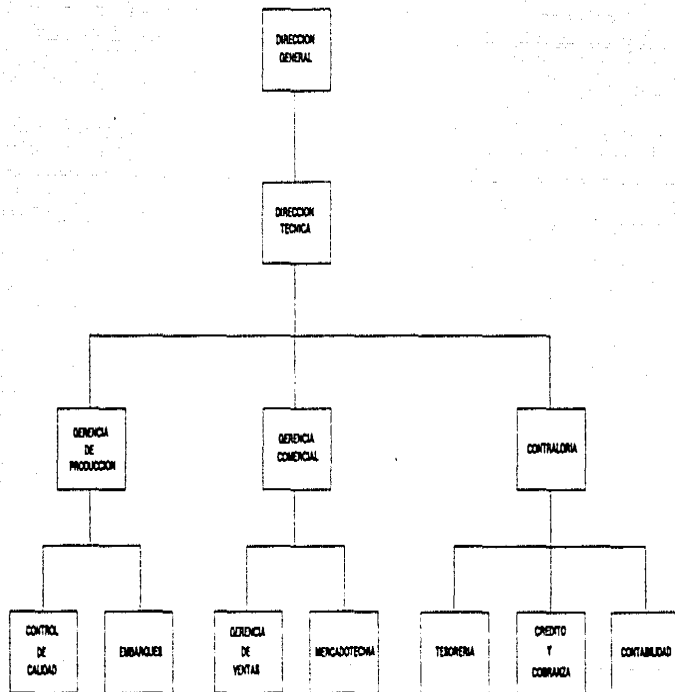 DIRECCION
GENERAL
DIRECCION
TECNICA
GERENCIA
DE
PRODUCCION
GERENCIA
COMERCIAL
CONTRALORIA
CONTROL
DE
CALIDAD
EMBARQUES
GERENCIA
DE
VENTAS
MERCADOTECNIA
TESORERIA
CREDITO
Y
COBRANZA
CONTABILIDAD